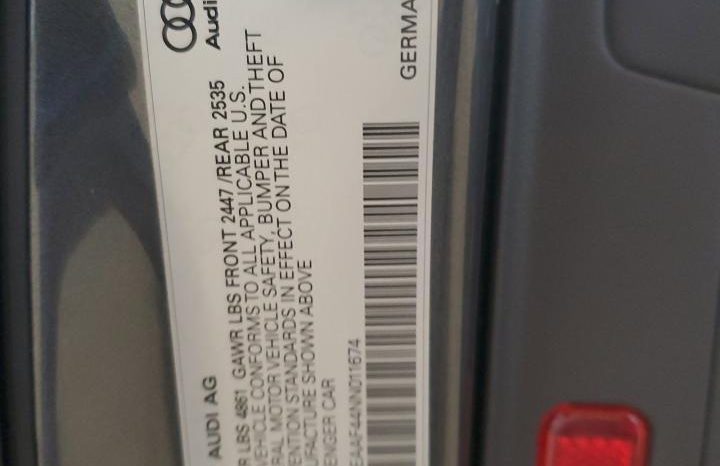 Audi
AUDI AG
R LBS 4861 GAWR LBS FRONT 2447 /REAR 2535
VEHICLE CONFORMS TO ALL APPLICABLE U.S.
RAL MOTOR VEHICLE SAFETY, BUMPER AND THEFT
ENTION STANDARDS IN EFFECT ON THE DATE OF
UFACTURE SHOWN ABOVE
ENGER CAR
EAAF44NN011674
GERMA